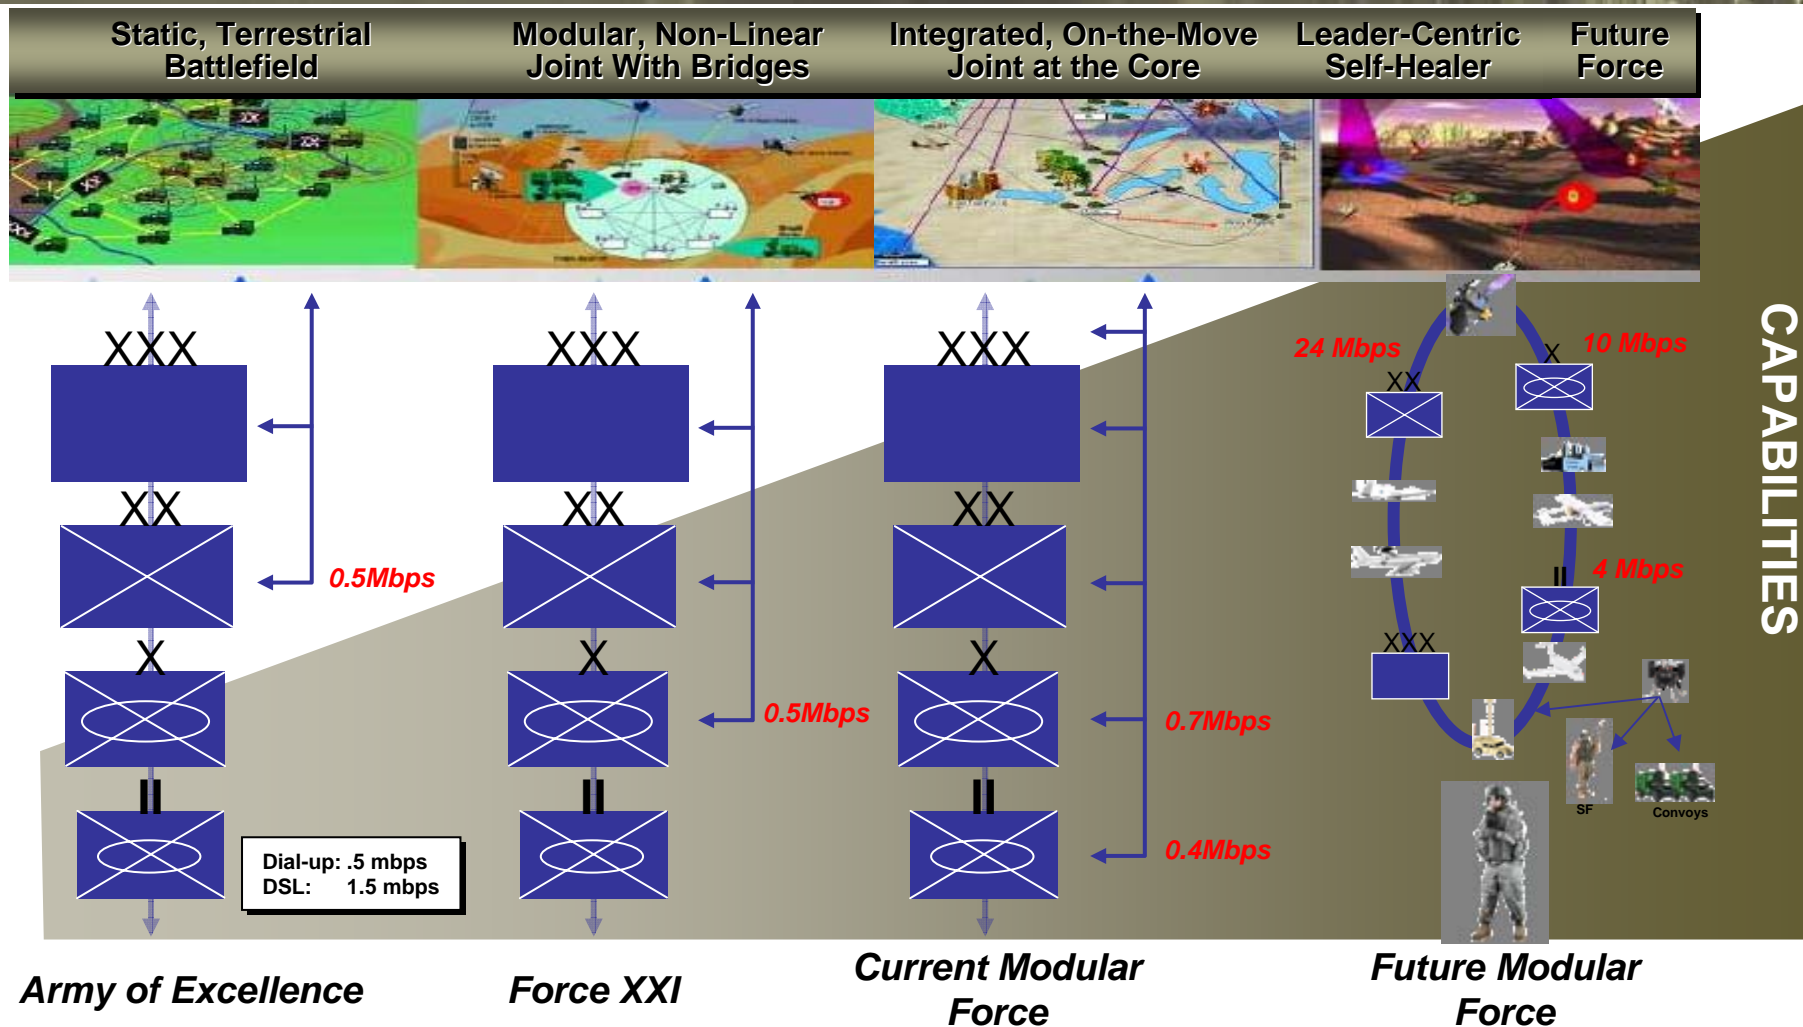 Static, Terrestrial
Battlefield
Modular, Non-Linear
Joint With Bridges
Integrated, On-the-Move
Joint at the Core
Leader-Centric
Self-Healer
Future
Force
CAPABILITIES
XXX
XX
X
II
0.5Mbps
Dial-up: .5 mbps
DSL: 1.5 mbps
XXX
XX
X
II
0.5Mbps
XXX
XX
X
II
0.7Mbps
0.4Mbps
24 Mbps
10 Mbps
XX
X
4 Mbps
II
XXX
SF
Convoys
Army of Excellence
Force XXI
Current Modular
Force
Future Modular
Force